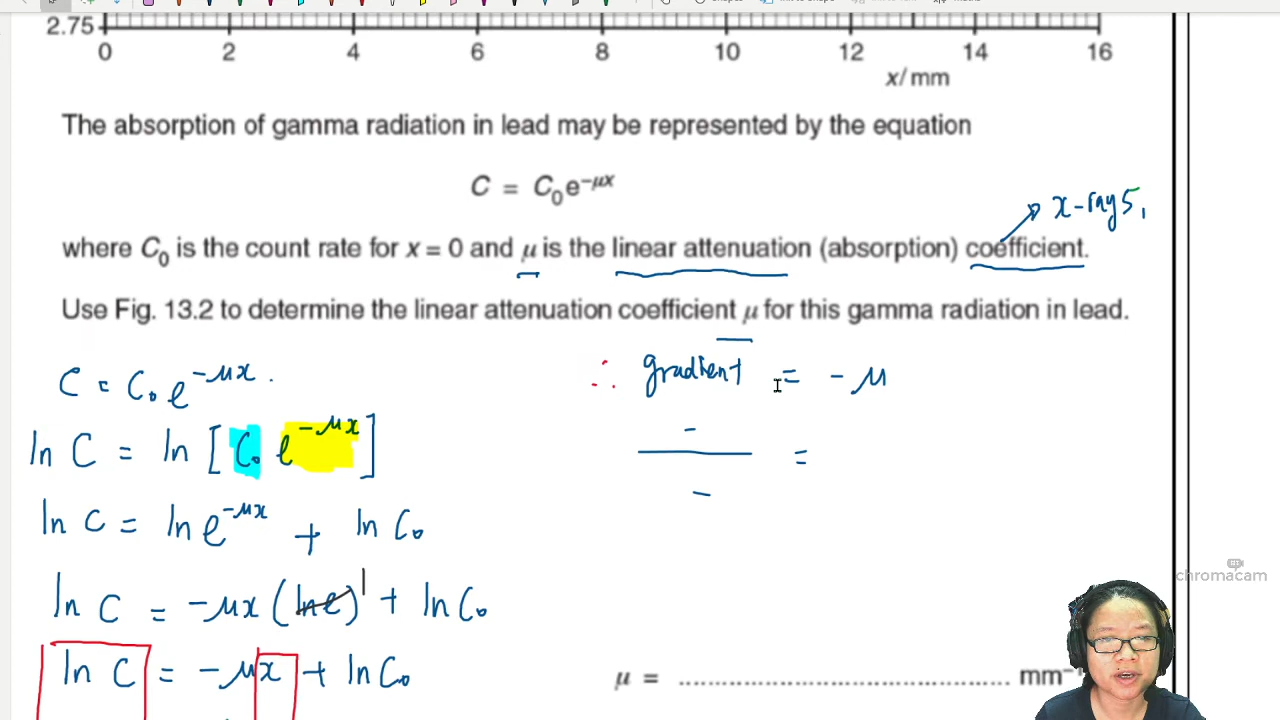 2.75
0 2 4 6 8 10 12 14 16
x/mm
The absorption of gamma radiation in lead may be represented by the equation
C = C₀e^{-μx}
x-rays,
where C₀ is the count rate for x = 0 and μ is the linear attenuation (absorption) coefficient.
Use Fig. 13.2 to determine the linear attenuation coefficient μ for this gamma radiation in lead.
C = C₀ e^{-μx}.
ln C = ln [C₀ e^{-μx}]
ln C = ln e^{-μx} + ln C₀
ln C = -μx (ln e)¹ + ln C₀
ln C = -μx + ln C₀
∴ gradient = -μ
- / - =
μ = ........................................ mm⁻¹
chromacam